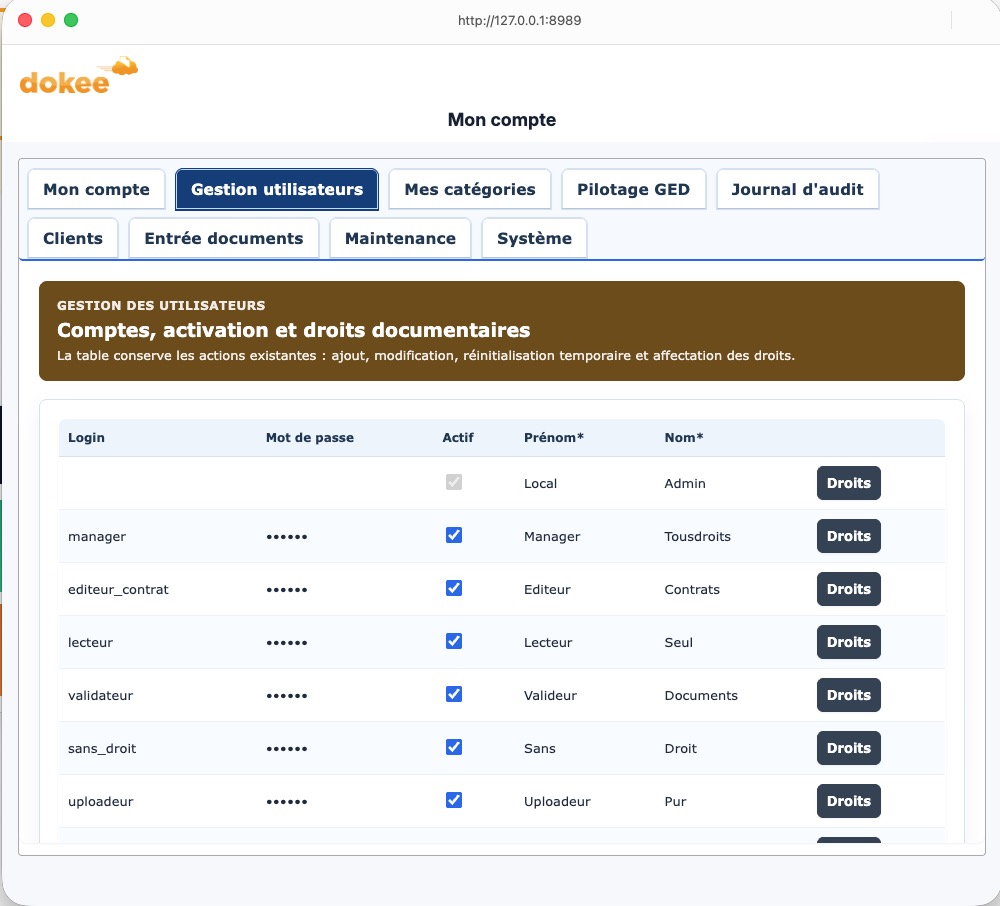 http://127.0.0.1:8989
dokee
Mon compte
Mon compte Gestion utilisateurs Mes catégories Pilotage GED Journal d'audit
Clients Entrée documents Maintenance Système
GESTION DES UTILISATEURS
Comptes, activation et droits documentaires
La table conserve les actions existantes : ajout, modification, réinitialisation temporaire et affectation des droits.
Login Mot de passe Actif Prénom* Nom*
Local Admin Droits
manager •••••• Manager Tousdroits Droits
editeur_contrat •••••• Editeur Contrats Droits
lecteur •••••• Lecteur Seul Droits
validateur •••••• Valideur Documents Droits
sans_droit •••••• Sans Droit Droits
uploadeur •••••• Uploadeur Pur Droits